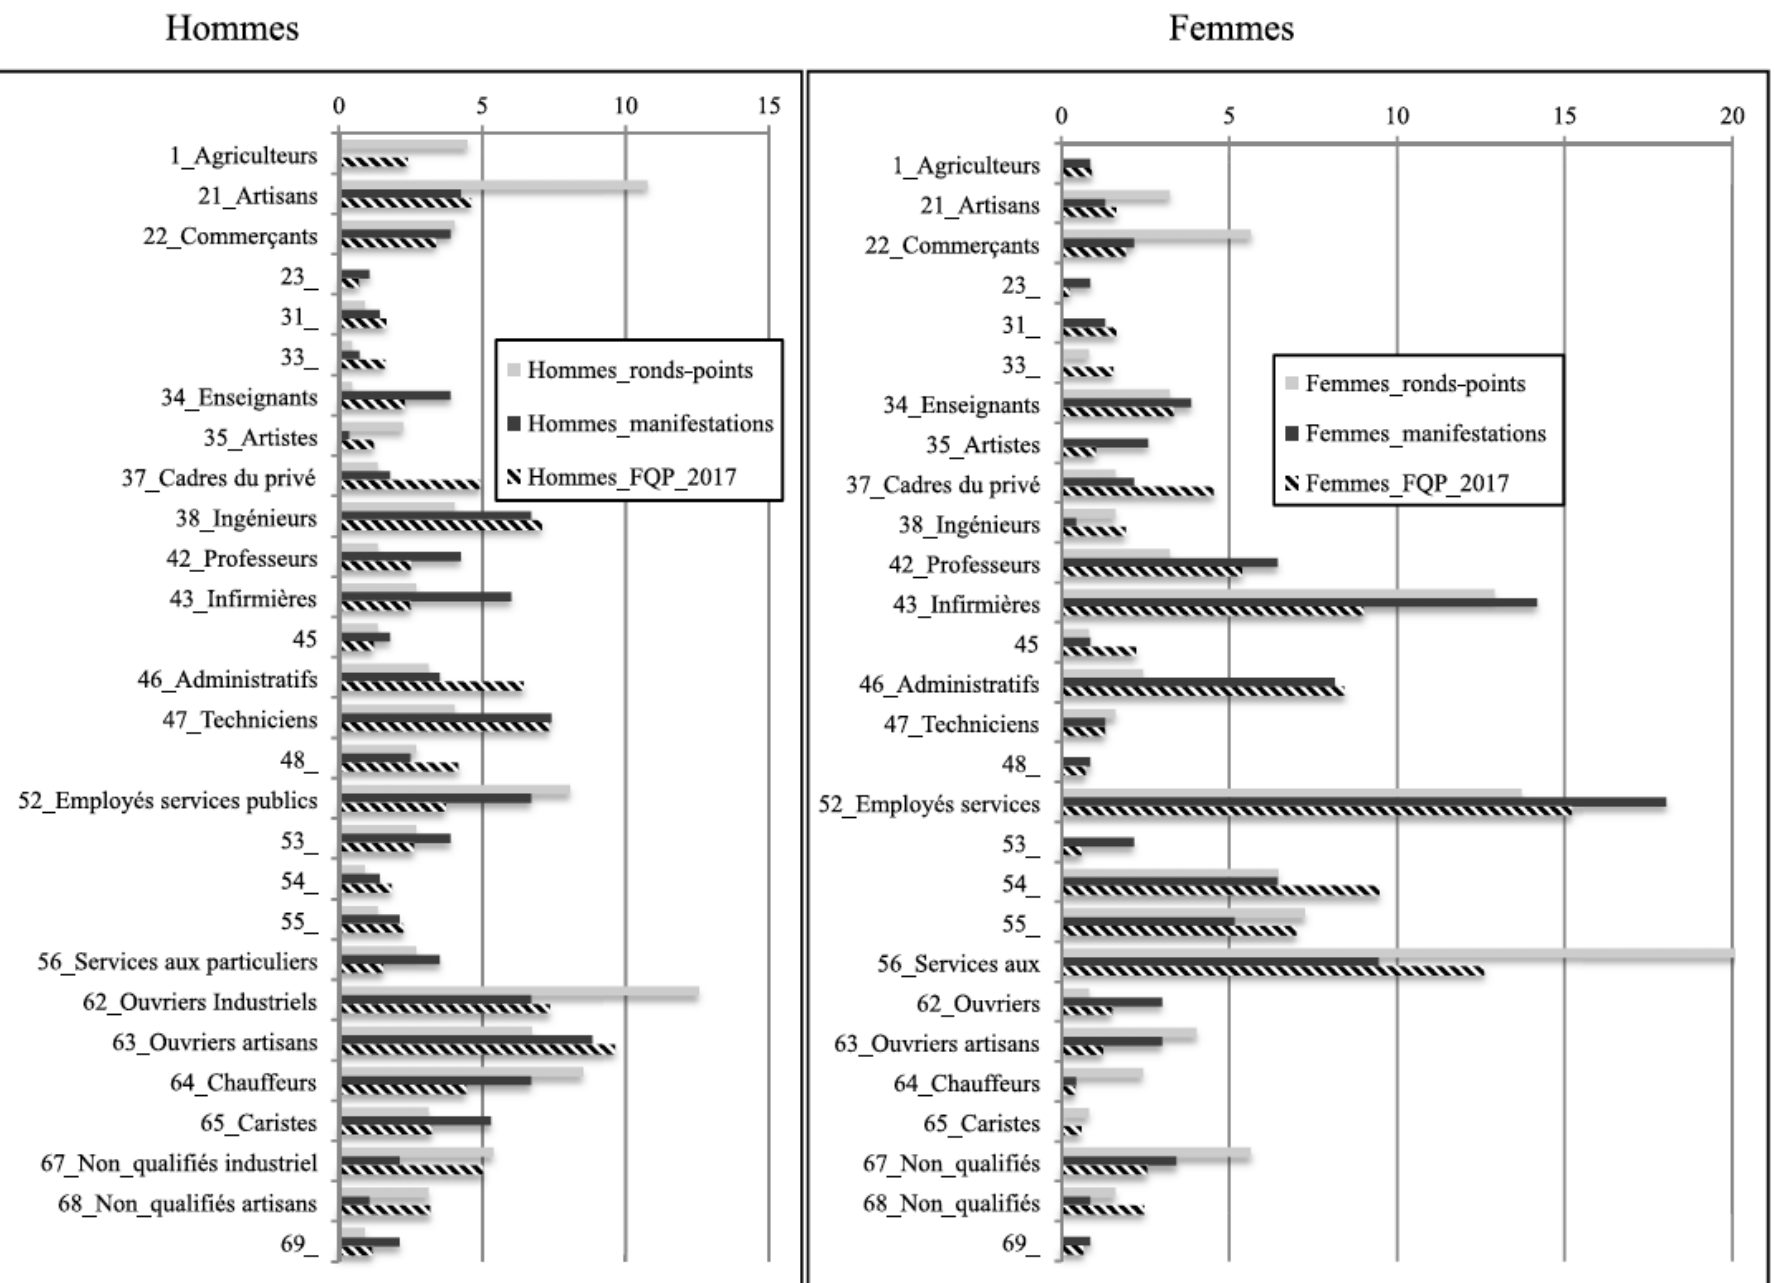 Hommes
0 5 10 15
1_Agriculteurs
21_Artisans
22_Commerçants
23_
31_
33_
34_Enseignants
35_Artistes
37_Cadres du privé
38_Ingénieurs
42_Professeurs
43_Infirmières
45
46_Administratifs
47_Techniciens
48_
52_Employés services publics
53_
54_
55_
56_Services aux particuliers
62_Ouvriers Industriels
63_Ouvriers artisans
64_Chauffeurs
65_Caristes
67_Non_qualifiés industriel
68_Non_qualifiés artisans
69_
Hommes_ronds-points
Hommes_manifestations
Hommes_FQP_2017
Femmes
0 5 10 15 20
1_Agriculteurs
21_Artisans
22_Commerçants
23_
31_
33_
34_Enseignants
35_Artistes
37_Cadres du privé
38_Ingénieurs
42_Professeurs
43_Infirmières
45
46_Administratifs
47_Techniciens
48_
52_Employés services
53_
54_
55_
56_Services aux
62_Ouvriers
63_Ouvriers artisans
64_Chauffeurs
65_Caristes
67_Non_qualifiés
68_Non_qualifiés
69_
Femmes_ronds-points
Femmes_manifestations
Femmes_FQP_2017